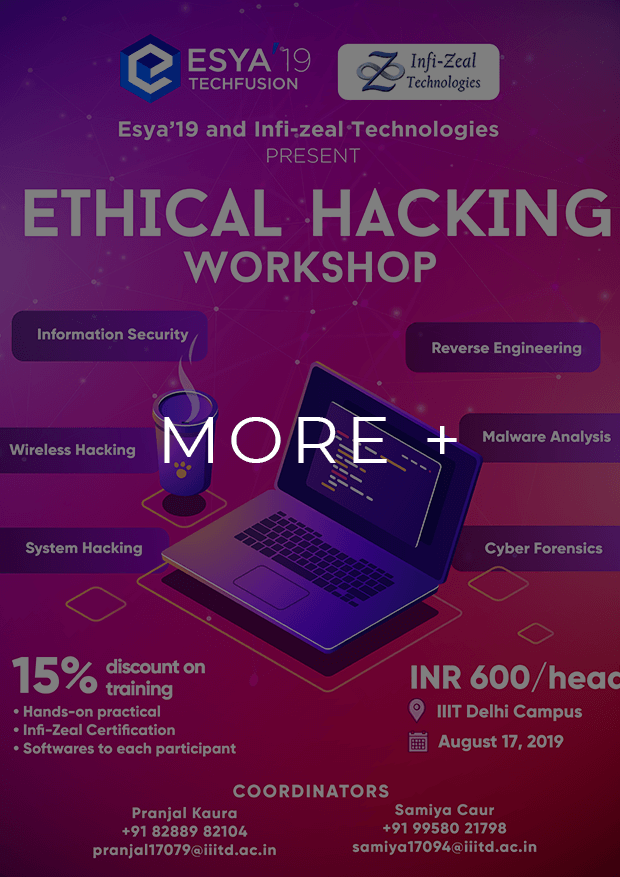 ESYA'19
TECHFUSION
Infi-Zeal
Technologies
Esya'19 and Infi-zeal Technologies
PRESENT
ETHICAL HACKING
WORKSHOP
Information Security
Reverse Engineering
MORE +
Wireless Hacking
Malware Analysis
System Hacking
Cyber Forensics
15% discount on
training
• Hands-on practical
• Infi-Zeal Certification
• Softwares to each participant
INR 600/head
IIIT Delhi Campus
August 17, 2019
COORDINATORS
Pranjal Kaura
+91 82889 82104
pranjal17079@iiitd.ac.in
Samiya Caur
+91 99580 21798
samiya17094@iiitd.ac.in